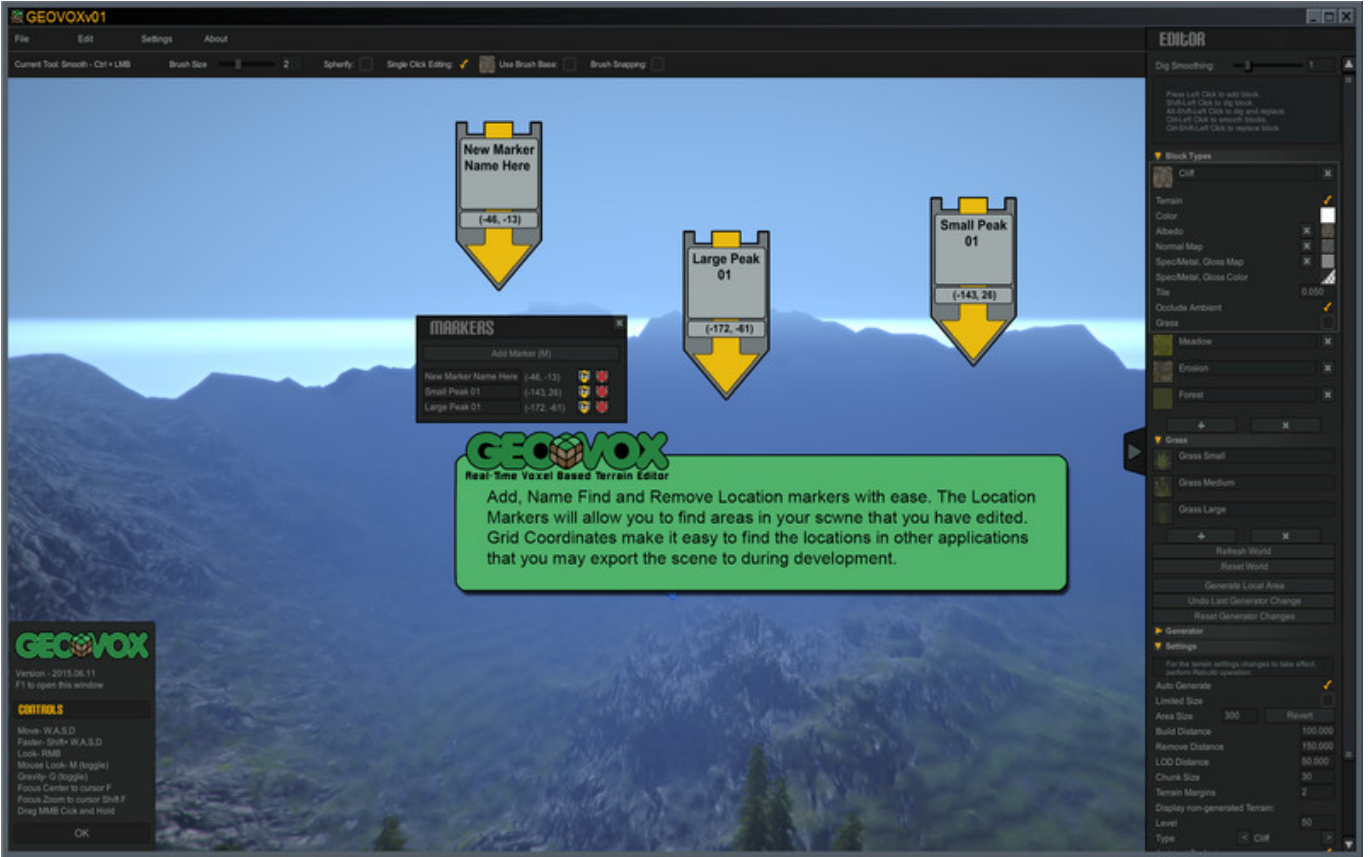 GEOVOXv01
File Edit Settings About
Current Tool: Smooth - Ctrl + LMB Brush Size 2 Spherify: Single Click Editing: Use Brush Base: Brush Snapping:
New Marker
Name Here
(-46, -13)
Large Peak
01
(-172, -61)
Small Peak
01
(-143, 26)
MARKERS
Add Marker (M)
New Marker Name Here (-46, -13)
Small Peak 01 (-143, 26)
Large Peak 01 (-172, -61)
GEOVOX
Real-Time Voxel Based Terrain Editor
Add, Name Find and Remove Location markers with ease. The Location
Markers will allow you to find areas in your scwne that you have edited.
Grid Coordinates make it easy to find the locations in other applications
that you may export the scene to during development.
GEOVOX
Version - 2015.06.11
F1 to open this window
CONTROLS
Move- W,A,S,D
Faster- Shift+ W,A,S,D
Look- RMB
Mouse Look- M (toggle)
Gravity- G (toggle)
Focus Center to cursor F
Focus Zoom to cursor Shift F
Drag MMB Cick and Hold
OK
EDITOR
Dig Smoothing: 1
Press Left Click to add block.
Shift-Left Click to dig block.
Alt-Shift-Left Click to dig and replace.
Ctrl-Left Click to smooth blocks.
Ctrl-Shift-Left Click to replace block.
Block Types
Cliff
Terrain
Color
Albedo
Normal Map
Spec/Metal, Gloss Map
Spec/Metal, Gloss Color
Tile 0.050
Occlude Ambient
Grass
Meadow
Erosion
Forest
Grass
Grass Small
Grass Medium
Grass Large
Refresh World
Reset World
Generate Local Area
Undo Last Generator Change
Reset Generator Changes
Generator
Settings
For the terrain settings changes to take effect,
perform Rebuild operation.
Auto Generate
Limited Size
Area Size 300 Revert
Build Distance 100.000
Remove Distance 150.000
LOD Distance 50.000
Chunk Size 30
Terrain Margins 2
Display non-generated Terrain:
Level 50
Type < Cliff >